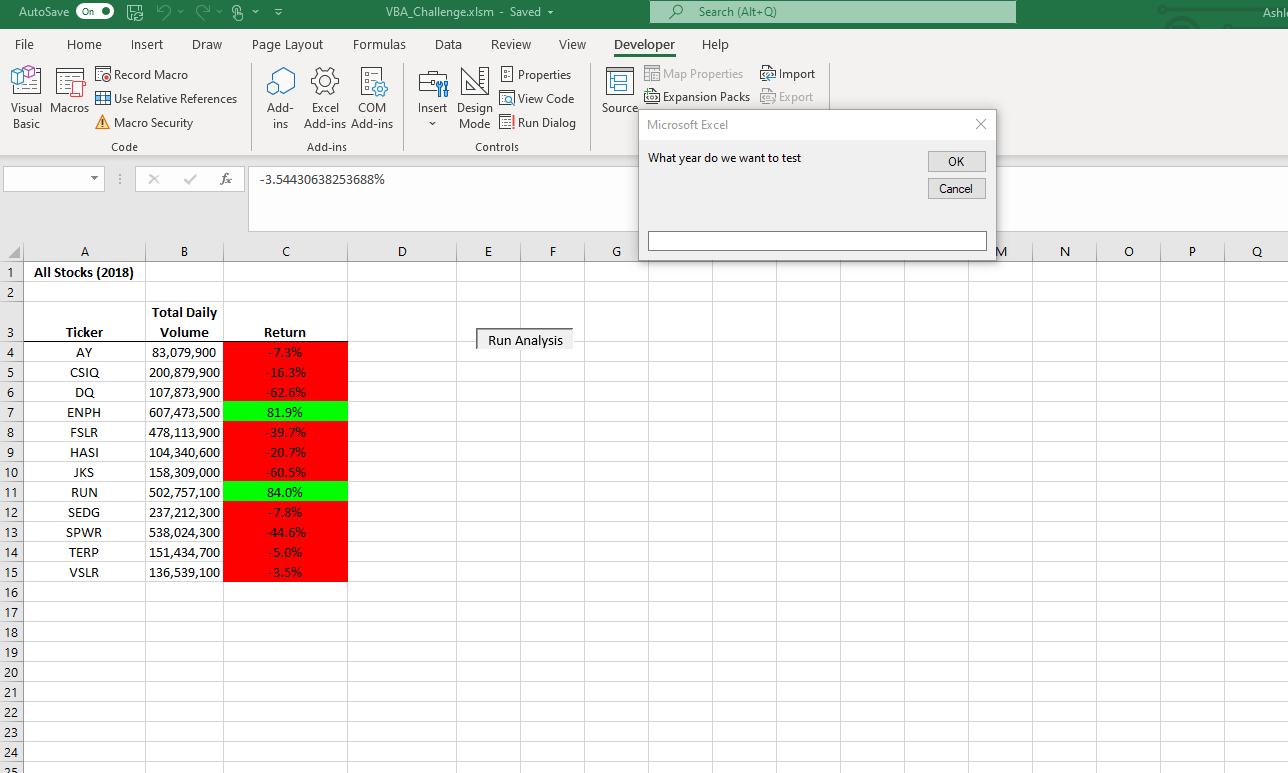 AutoSave On VBA_Challenge.xlsm - Saved Search (Alt+Q) Ashle
File Home Insert Draw Page Layout Formulas Data Review View Developer Help
Visual Basic
Macros
Record Macro
Use Relative References
Macro Security
Code
Add-ins
Excel Add-ins
COM Add-ins
Add-ins
Insert
Design Mode
Properties
View Code
Run Dialog
Controls
Source
Map Properties
Expansion Packs
Import
Export
Microsoft Excel
What year do we want to test
OK
Cancel
fx -3.54430638253688%
A B C D E F G M N O P Q
1 All Stocks (2018)
2
3 Ticker Total Daily Volume Return
Run Analysis
4 AY 83,079,900 -7.3%
5 CSIQ 200,879,900 -16.3%
6 DQ 107,873,900 -62.6%
7 ENPH 607,473,500 81.9%
8 FSLR 478,113,900 -39.7%
9 HASI 104,340,600 -20.7%
10 JKS 158,309,000 -60.5%
11 RUN 502,757,100 84.0%
12 SEDG 237,212,300 -7.8%
13 SPWR 538,024,300 -44.6%
14 TERP 151,434,700 -5.0%
15 VSLR 136,539,100 -3.5%
16
17
18
19
20
21
22
23
24
25